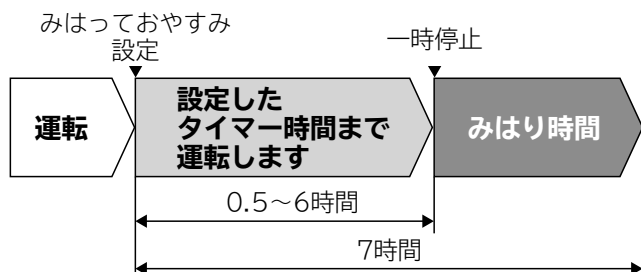 みはっておやすみ
設定
一時停止
運転
設定した
タイマー時間まで
運転します
みはり時間
0.5～6時間
7時間